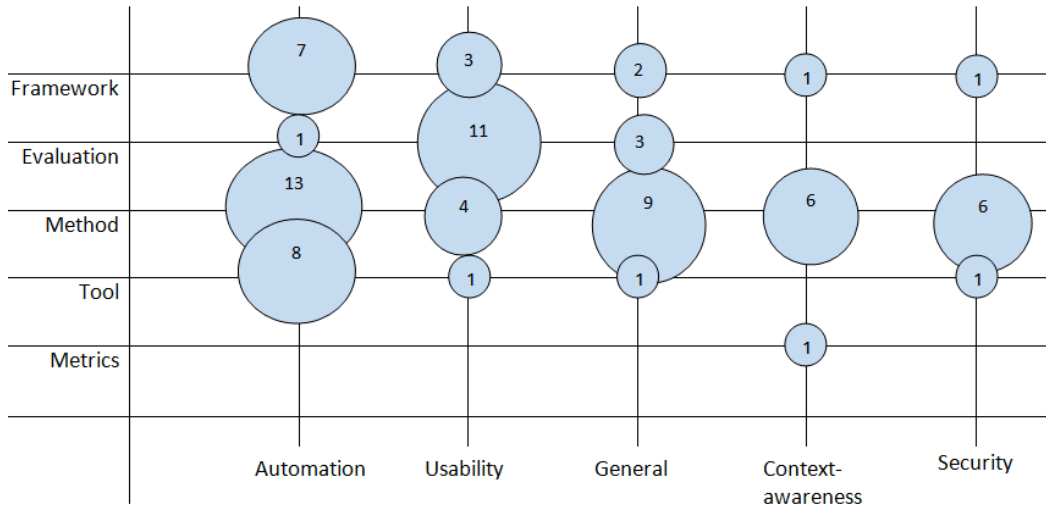 7 3 2 1 1
Framework
1 11 3
Evaluation
13 4 9 6 6
Method
8 1 1 1
Tool
1
Metrics
Automation Usability General Context-awareness Security